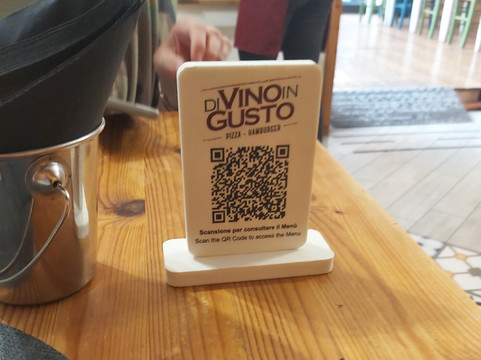 DI VINO IN
GUSTO
PIZZA - HAMBURGER
Scansione per consultare il Menù
Scan the QR Code to access the Menu